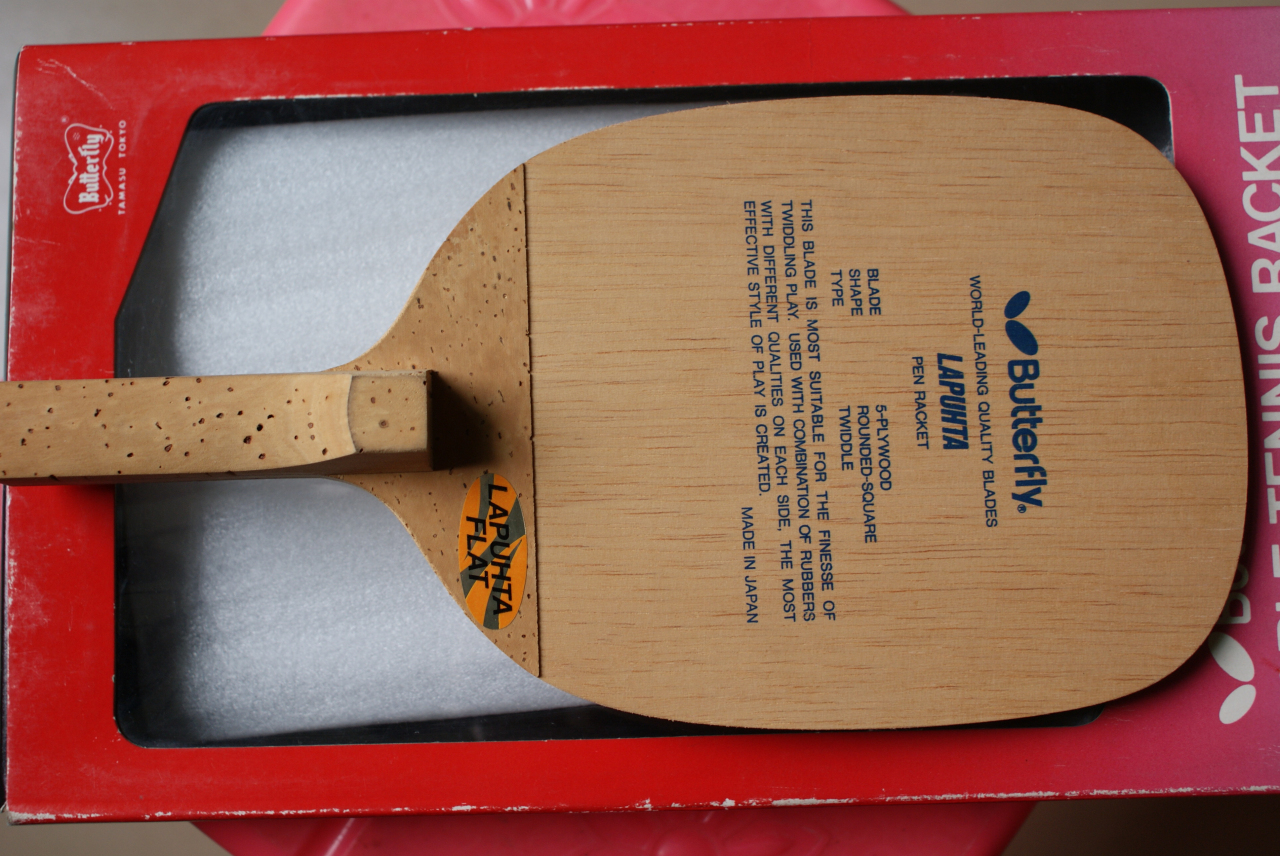 Butterfly®
WORLD-LEADING QUALITY BLADES
LAPUHTA
PEN RACKET
BLADE 5-PLYWOOD
SHAPE ROUNDED-SQUARE
TYPE TWIDDLE
THIS BLADE IS MOST SUITABLE FOR THE FINESSE OF
TWIDDLING PLAY. USED WITH COMBINATION OF RUBBERS
WITH DIFFERENT QUALITIES ON EACH SIDE, THE MOST
EFFECTIVE STYLE OF PLAY IS CREATED. MADE IN JAPAN
LAPUHTA
FLAT
Butterfly
TAMASU TOKYO
TENNIS RACKET